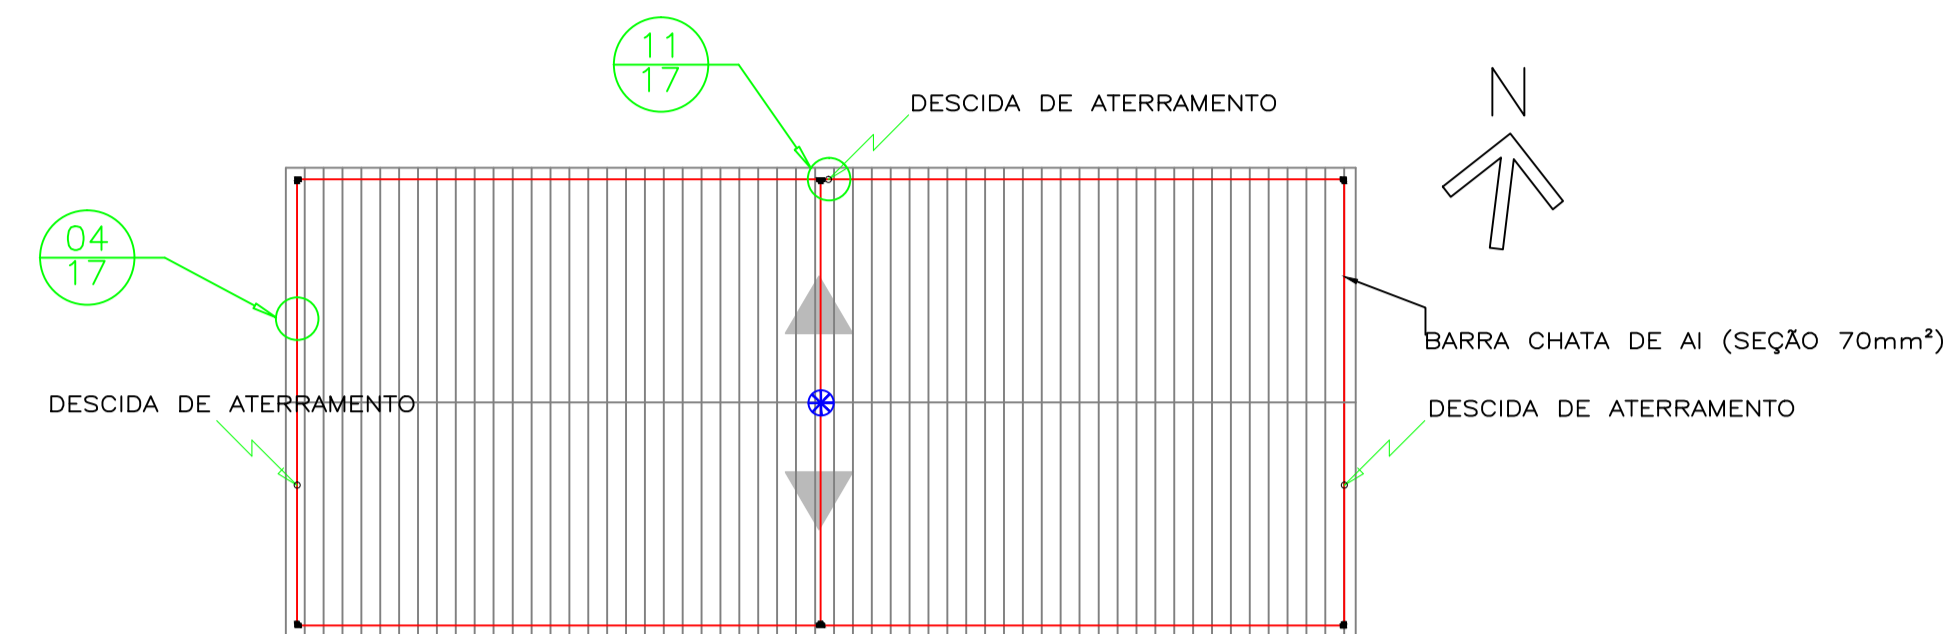 11
17
DESCIDA DE ATERRAMENTO
N
04
17
BARRA CHATA DE Al (SEÇÃO 70mm²)
DESCIDA DE ATERRAMENTO
DESCIDA DE ATERRAMENTO